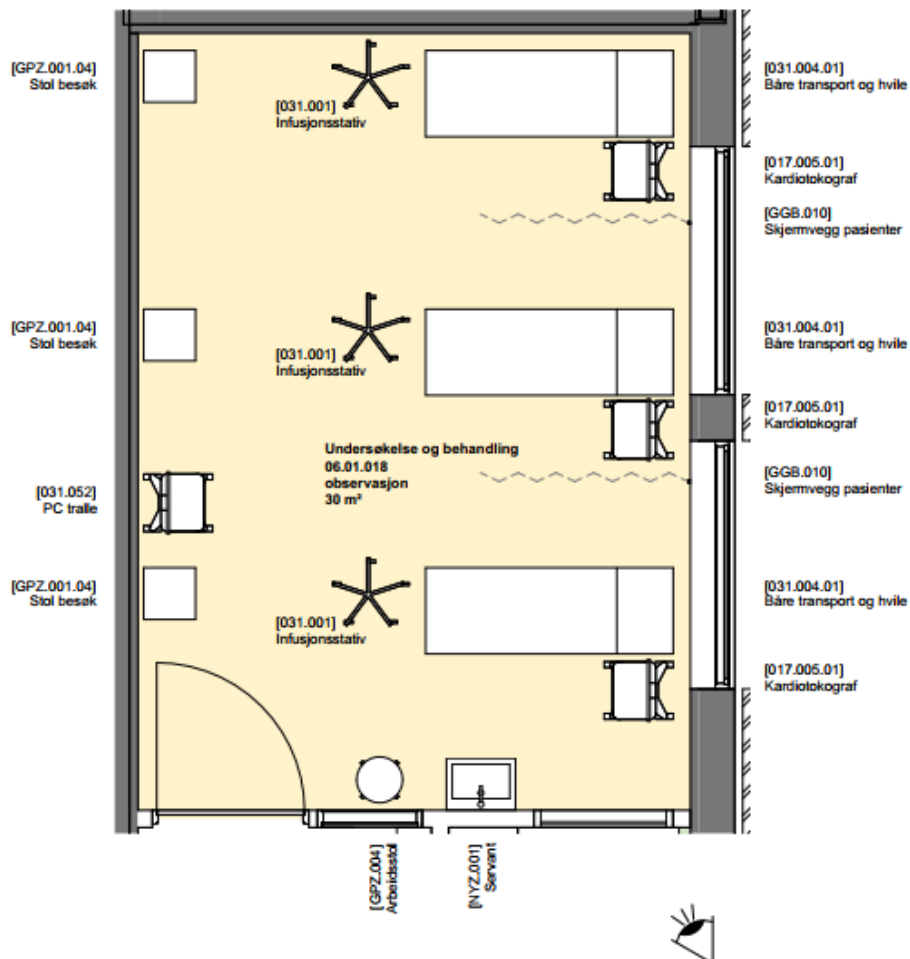 [GPZ.001.04]
Stol besøk
[031.001]
Infusjonsstativ
[031.004.01]
Båre transport og hvile
[017.005.01]
Kardiotokograf
[GGB.010]
Skjermvegg pasienter
[GPZ.001.04]
Stol besøk
[031.001]
Infusjonsstativ
[031.004.01]
Båre transport og hvile
[017.005.01]
Kardiotokograf
Undersøkelse og behandling
06.01.018
observasjon
30 m²
[GGB.010]
Skjermvegg pasienter
[031.052]
PC tralle
[GPZ.001.04]
Stol besøk
[031.001]
Infusjonsstativ
[031.004.01]
Båre transport og hvile
[017.005.01]
Kardiotokograf
[GPZ.004]
Arbeidsstol
[NYZ.001]
Servant